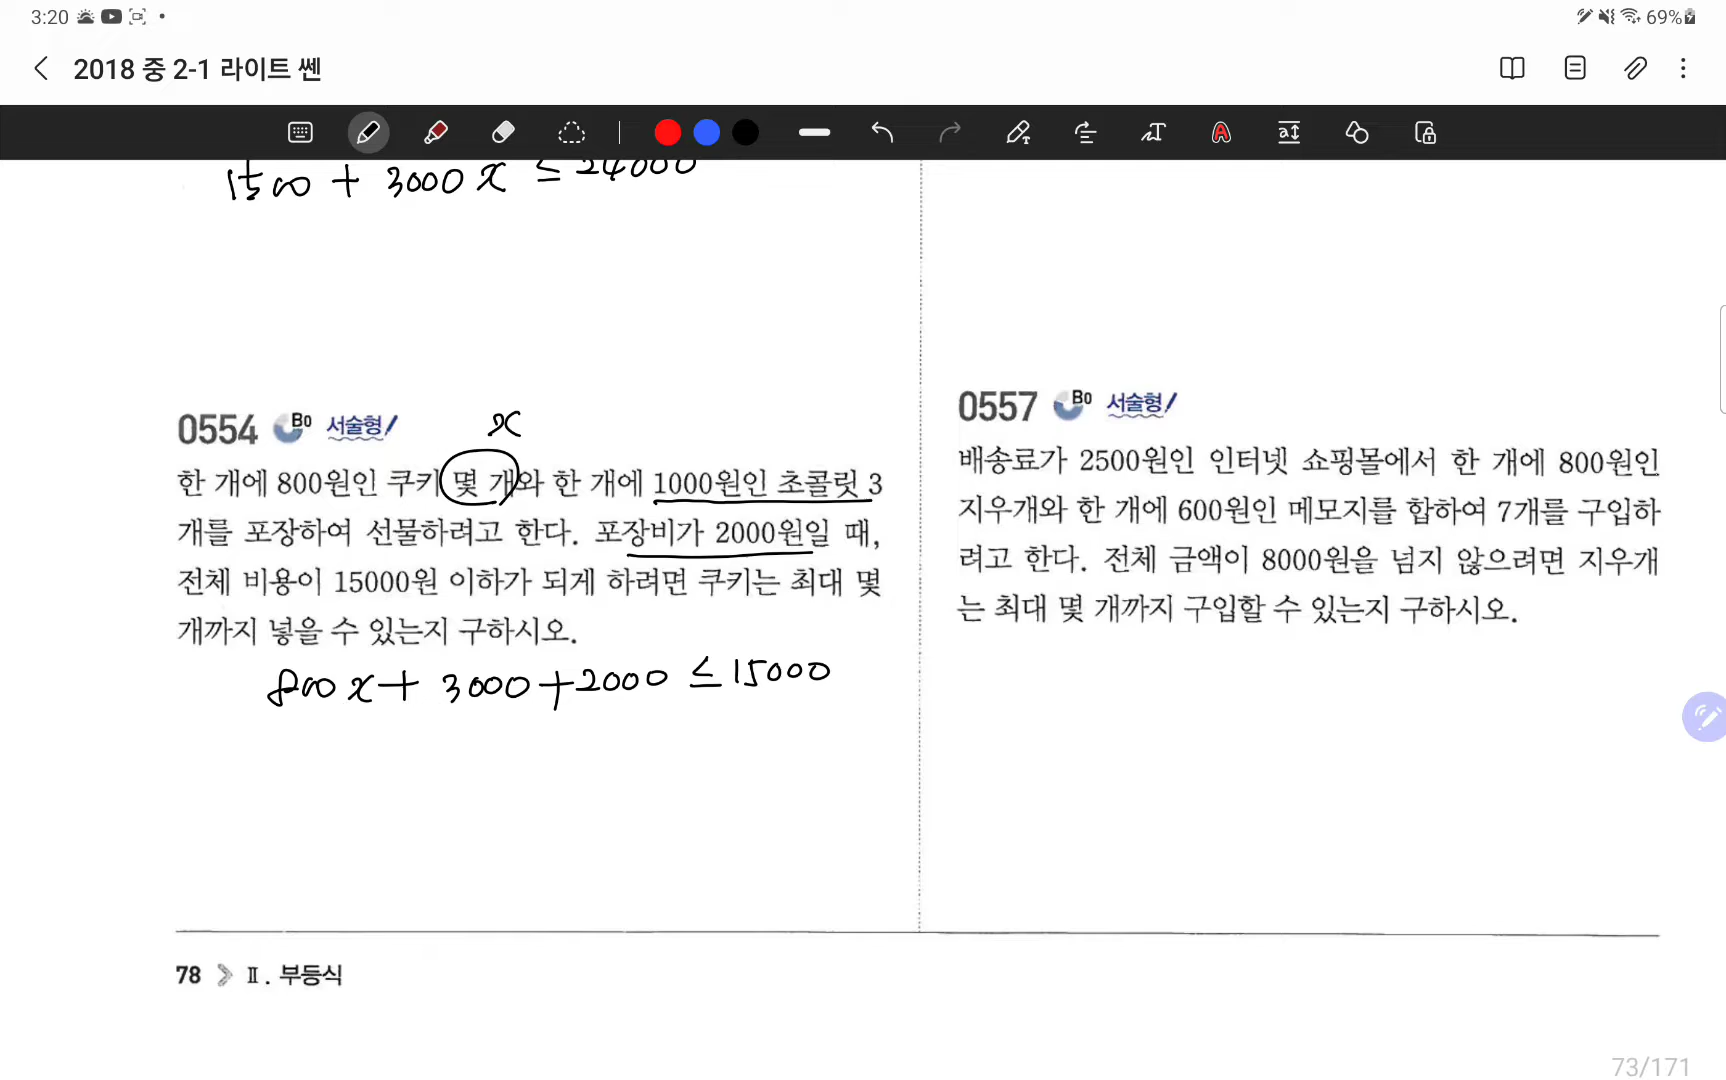 3:20
69%
2018 중 2-1 라이트 쎈
1500 + 3000x ≤ 24000
0554 B0 서술형!
x
한 개에 800원인 쿠키 몇 개와 한 개에 1000원인 초콜릿 3
개를 포장하여 선물하려고 한다. 포장비가 2000원일 때,
전체 비용이 15000원 이하가 되게 하려면 쿠키는 최대 몇
개까지 넣을 수 있는지 구하시오.
800x + 3000 + 2000 ≤ 15000
0557 B0 서술형!
배송료가 2500원인 인터넷 쇼핑몰에서 한 개에 800원인
지우개와 한 개에 600원인 메모지를 합하여 7개를 구입하
려고 한다. 전체 금액이 8000원을 넘지 않으려면 지우개
는 최대 몇 개까지 구입할 수 있는지 구하시오.
78 Ⅱ. 부등식
73/171